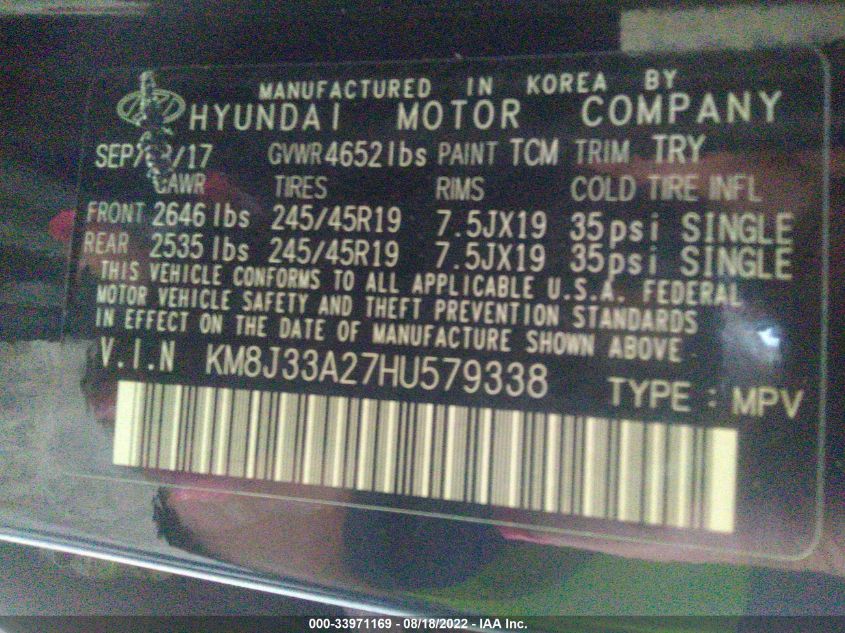 MANUFACTURED IN KOREA BY
HYUNDAI MOTOR COMPANY
GVWR 4652 lbs PAINT TCM TRIM TRY
GAWR TIRES RIMS COLD TIRE INFL
FRONT 2646 lbs 245/45R19 7.5JX19 35psi SINGLE
REAR 2535 lbs 245/45R19 7.5JX19 35psi SINGLE
THIS VEHICLE CONFORMS TO ALL APPLICABLE U.S.A. FEDERAL
MOTOR VEHICLE SAFETY AND THEFT PREVENTION STANDARDS
IN EFFECT ON THE DATE OF MANUFACTURE SHOWN ABOVE.
V.I.N KM8J33A27HU579338 TYPE : MPV
000-33971169 - 08/18/2022 - IAA Inc.